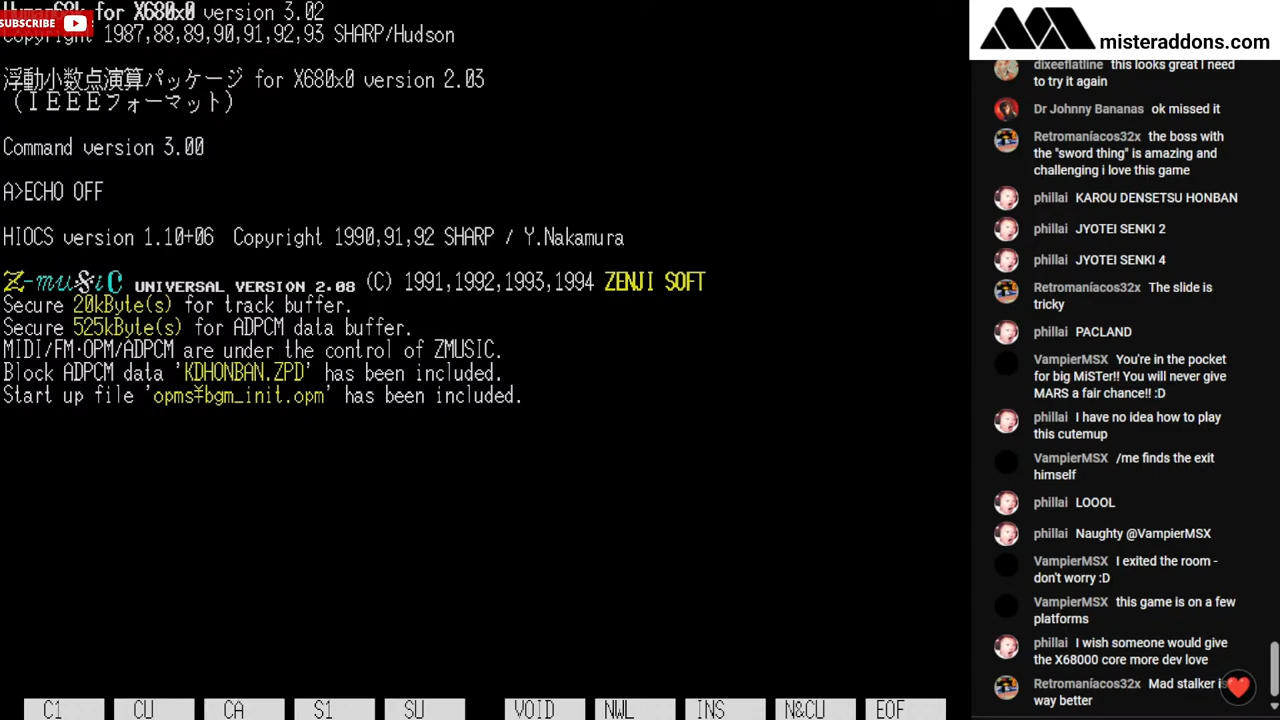 Human68k for X680x0 version 3.02
SUBSCRIBE
Copyright 1987,88,89,90,91,92,93 SHARP/Hudson
浮動小数点演算パッケージ for X680x0 version 2.03
（ＩＥＥＥフォーマット）
Command version 3.00
A>ECHO OFF
HIOCS version 1.10+06 Copyright 1990,91,92 SHARP / Y.Nakamura
Z-muSiC UNIVERSAL VERSION 2.08 (C) 1991,1992,1993,1994 ZENJI SOFT
Secure 20kByte(s) for track buffer.
Secure 525kByte(s) for ADPCM data buffer.
MIDI/FM·OPM/ADPCM are under the control of ZMUSIC.
Block ADPCM data 'KDHONBAN.ZPD' has been included.
Start up file 'opms¥bgm_init.opm' has been included.
C1 CU CA S1 SU VOID NWL INS N&CU EOF
misteraddons.com
dixeeflatline this looks great I need
to try it again
Dr Johnny Bananas ok missed it
Retromaníacos32x the boss with
the "sword thing" is amazing and
challenging i love this game
phillai KAROU DENSETSU HONBAN
phillai JYOTEI SENKI 2
phillai JYOTEI SENKI 4
Retromaníacos32x The slide is
tricky
phillai PACLAND
VampierMSX You're in the pocket
for big MiSTer!! You will never give
MARS a fair chance!! :D
phillai I have no idea how to play
this cutemup
VampierMSX /me finds the exit
himself
phillai LOOOL
phillai Naughty @VampierMSX
VampierMSX I exited the room -
don't worry :D
VampierMSX this game is on a few
platforms
phillai I wish someone would give
the X68000 core more dev love
Retromaníacos32x Mad stalker is
way better